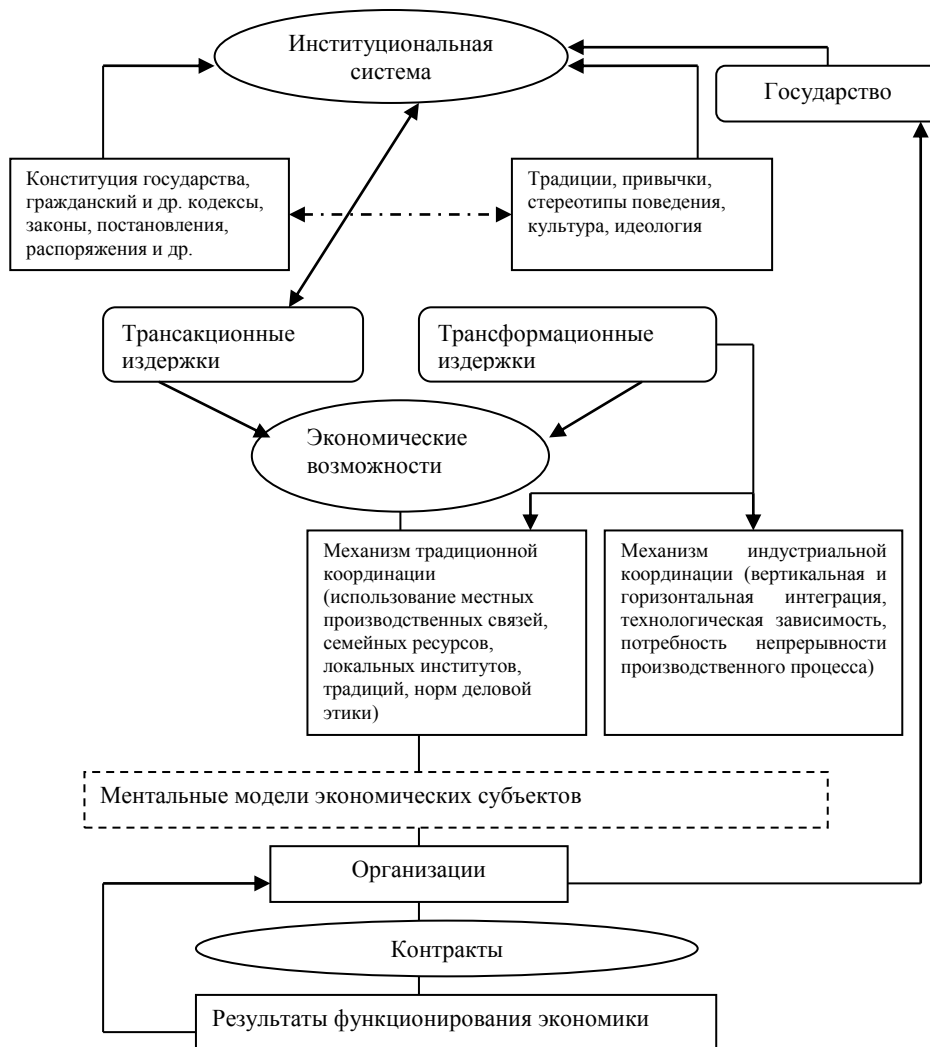 Институциональная
система
Государство
Конституция государства,
гражданский и др. кодексы,
законы, постановления,
распоряжения и др.
Традиции, привычки,
стереотипы поведения,
культура, идеология
Трансакционные
издержки
Трансформационные
издержки
Экономические
возможности
Механизм традиционной
координации
(использование местных
производственных связей,
семейных ресурсов,
локальных институтов,
традиций, норм деловой
этики)
Механизм индустриальной
координации (вертикальная и
горизонтальная интеграция,
технологическая зависимость,
потребность непрерывности
производственного процесса)
Ментальные модели экономических субъектов
Организации
Контракты
Результаты функционирования экономики